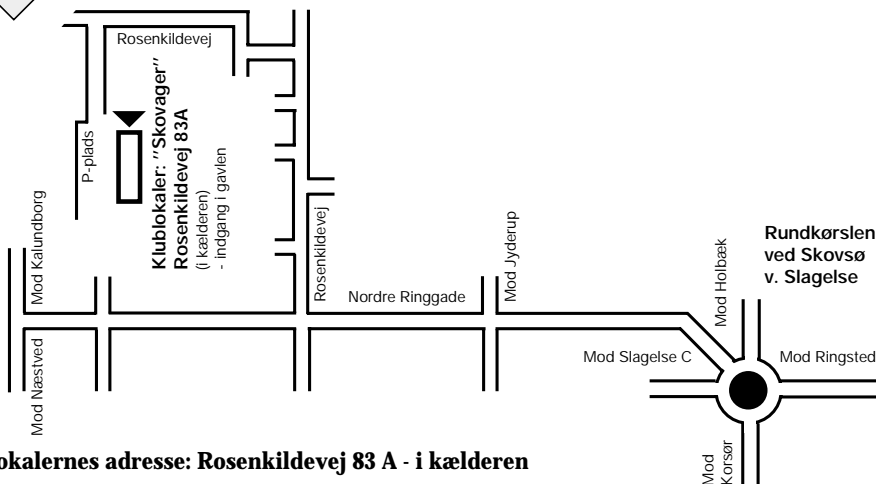 Rosenkildevej
P-plads
Klublokaler: "Skovager"
Rosenkildevej 83A
(i kælderen)
- indgang i gavlen
Mod Kalundborg
Mod Næstved
Rosenkildevej
Nordre Ringgade
Mod Jyderup
Mod Holbæk
Rundkørslen
ved Skovsø
v. Slagelse
Mod Slagelse C
Mod Ringsted
Mod
Korsør
okalernes adresse: Rosenkildevej 83 A - i kælderen